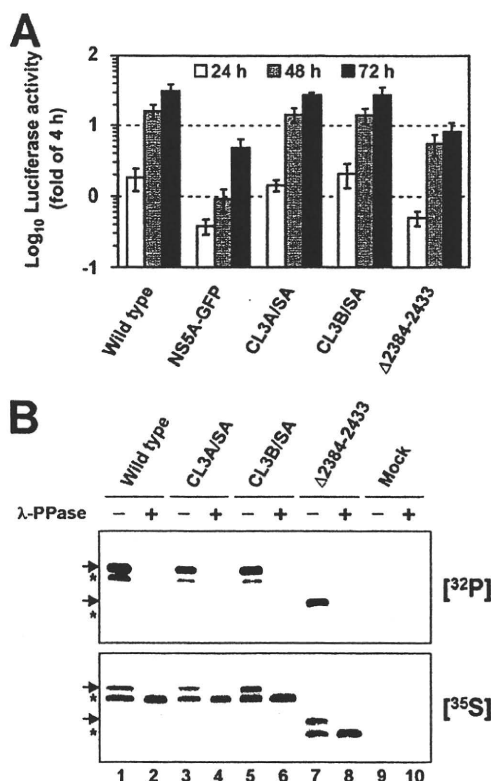 A
Log₁₀ Luciferase activity
(fold of 4 h)
2
1
0
-1
24 h 48 h 72 h
Wild type
NS5A-GFP
CL3A/SA
CL3B/SA
Δ2384-2433
B
Wild type
CL3A/SA
CL3B/SA
Δ2384-2433
Mock
λ-PPase − + − + − + − + − +
*
*
[³²P]
*
*
[³⁵S]
1 2 3 4 5 6 7 8 9 10